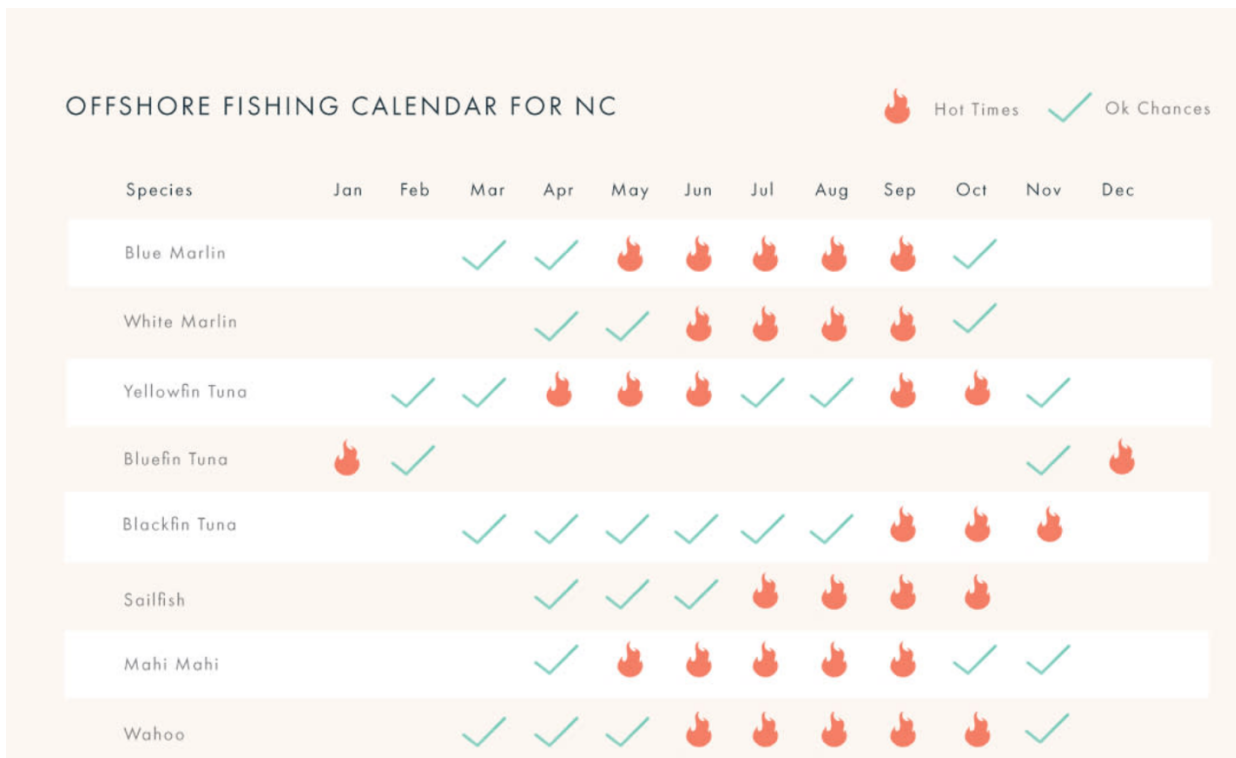 OFFSHORE FISHING CALENDAR FOR NC
Hot Times
Ok Chances
Species Jan Feb Mar Apr May Jun Jul Aug Sep Oct Nov Dec
Blue Marlin
White Marlin
Yellowfin Tuna
Bluefin Tuna
Blackfin Tuna
Sailfish
Mahi Mahi
Wahoo